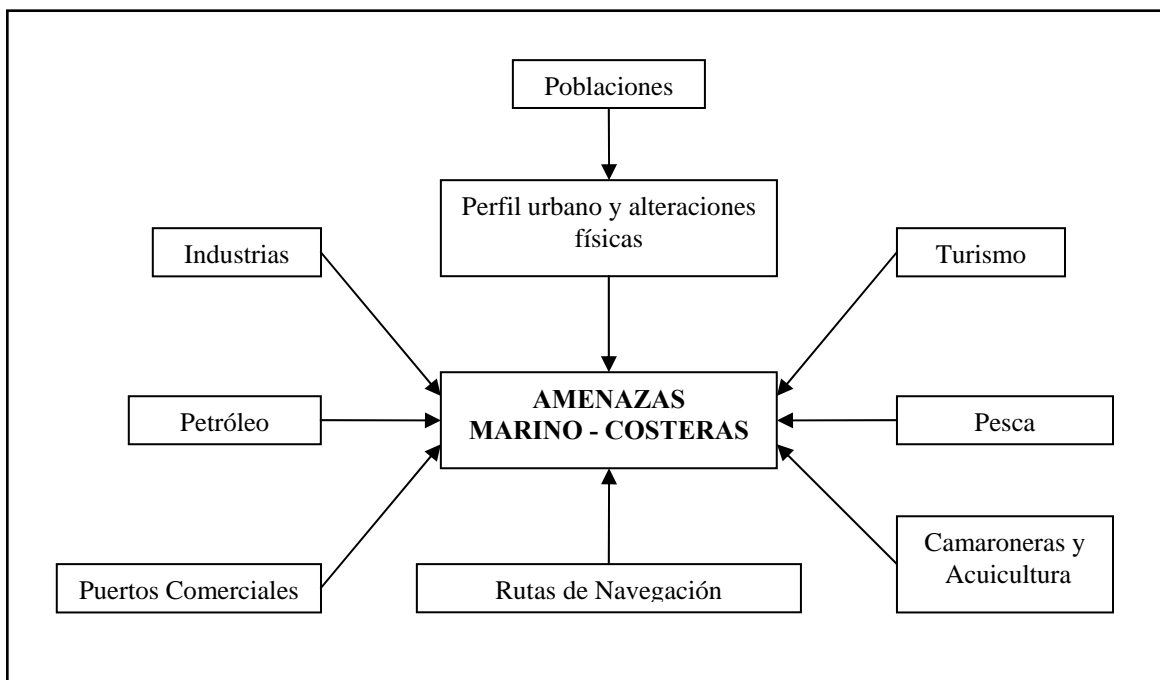 Poblaciones
Perfil urbano y alteraciones
físicas
Industrias
Turismo
AMENAZAS
MARINO - COSTERAS
Petróleo
Pesca
Camaroneras y
Acuicultura
Puertos Comerciales
Rutas de Navegación